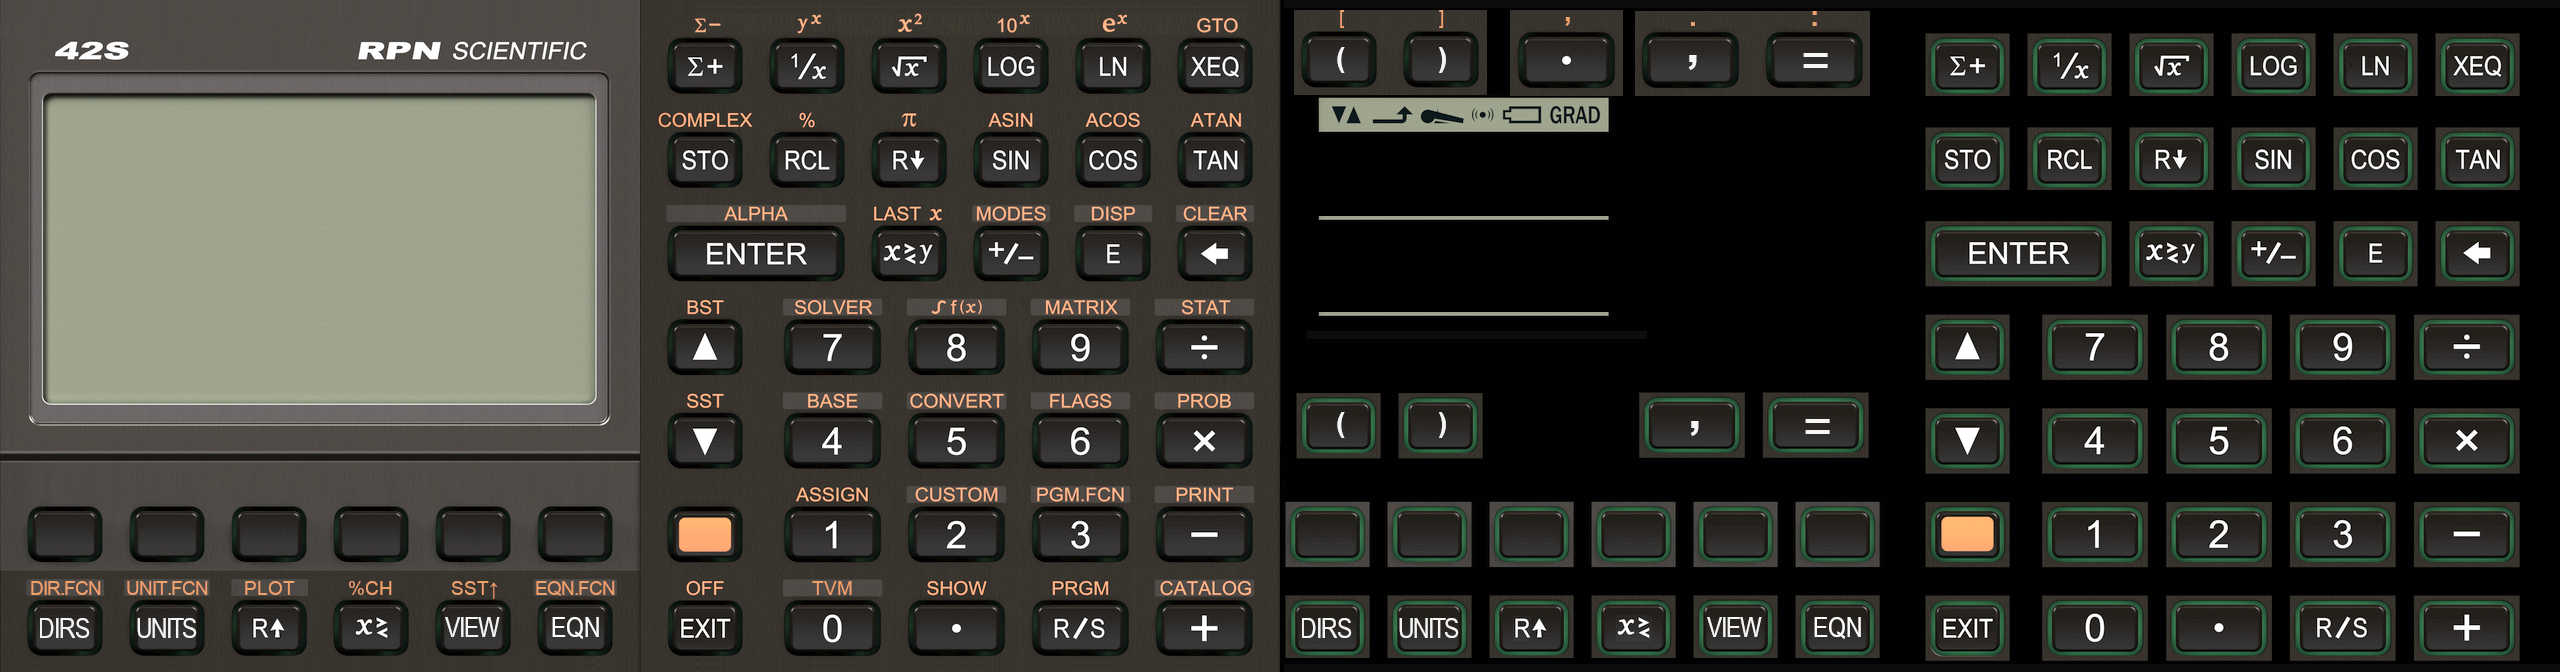 42S RPN SCIENTIFIC
Σ− yˣ x² 10ˣ eˣ GTO
Σ+ 1/x √x LOG LN XEQ
COMPLEX % π ASIN ACOS ATAN
STO RCL R↓ SIN COS TAN
ALPHA LAST x MODES DISP CLEAR
ENTER x≷y +/− E ←
BST SOLVER ∫f(x) MATRIX STAT
▲ 7 8 9 ÷
SST BASE CONVERT FLAGS PROB
▼ 4 5 6 ×
ASSIGN CUSTOM PGM.FCN PRINT
1 2 3 −
OFF TVM SHOW PRGM CATALOG
EXIT 0 . R/S +
DIR.FCN UNIT.FCN PLOT %CH SST↑ EQN.FCN
DIRS UNITS R↑ x≷ VIEW EQN
[ ] , . :
( ) . , =
▼▲ GRAD
( ) , =
DIRS UNITS R↑ x≷ VIEW EQN
Σ+ 1/x √x LOG LN XEQ
STO RCL R↓ SIN COS TAN
ENTER x≷y +/− E ←
▲ 7 8 9 ÷
▼ 4 5 6 ×
1 2 3 −
EXIT 0 . R/S +